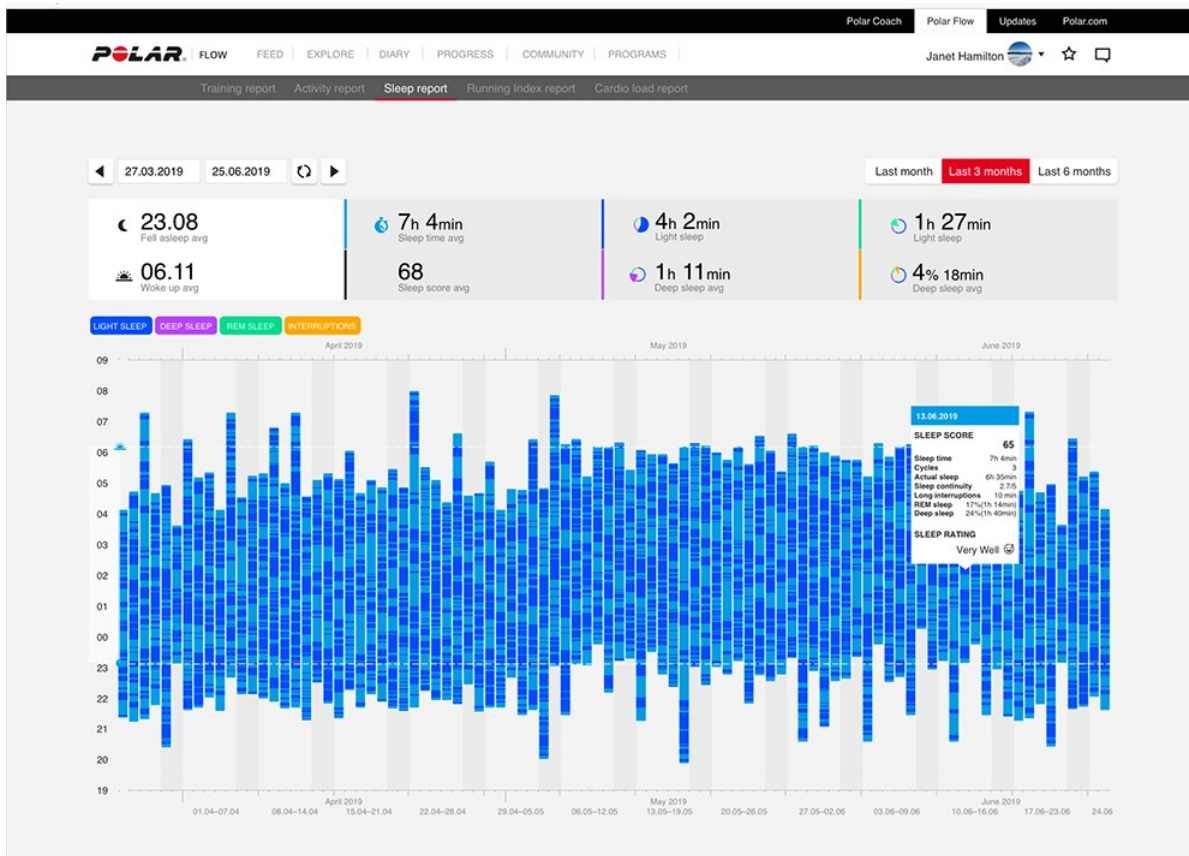 Polar Coach Polar Flow Updates Polar.com
POLAR. FLOW FEED EXPLORE DIARY PROGRESS COMMUNITY PROGRAMS Janet Hamilton
Training report Activity report Sleep report Running Index report Cardio load report
27.03.2019 25.06.2019 Last month Last 3 months Last 6 months
23.08 7h 4min 4h 2min 1h 27min
Fell asleep avg Sleep time avg Light sleep Light sleep
06.11 68 1h 11min 4% 18min
Woke up avg Sleep score avg Deep sleep avg Deep sleep avg
LIGHT SLEEP DEEP SLEEP REM SLEEP INTERRUPTIONS
April 2019 May 2019 June 2019
09
08
07
06
05
04
03
02
01
00
23
22
21
20
19
13.06.2019
SLEEP SCORE
65
Sleep time 7h 4min
Cycles 3
Actual sleep 6h 35min
Sleep continuity 2.7/5
Long interruptions 10 min
REM sleep 17%(1h 14min)
Deep sleep 24%(1h 40min)
SLEEP RATING
Very Well
April 2019 May 2019 June 2019
01.04–07.04 08.04–14.04 15.04–21.04 22.04–28.04 29.04–05.05 06.05–12.05 13.05–19.05 20.05–26.05 27.05–02.06 03.06–09.06 10.06–16.06 17.06–23.06 24.06